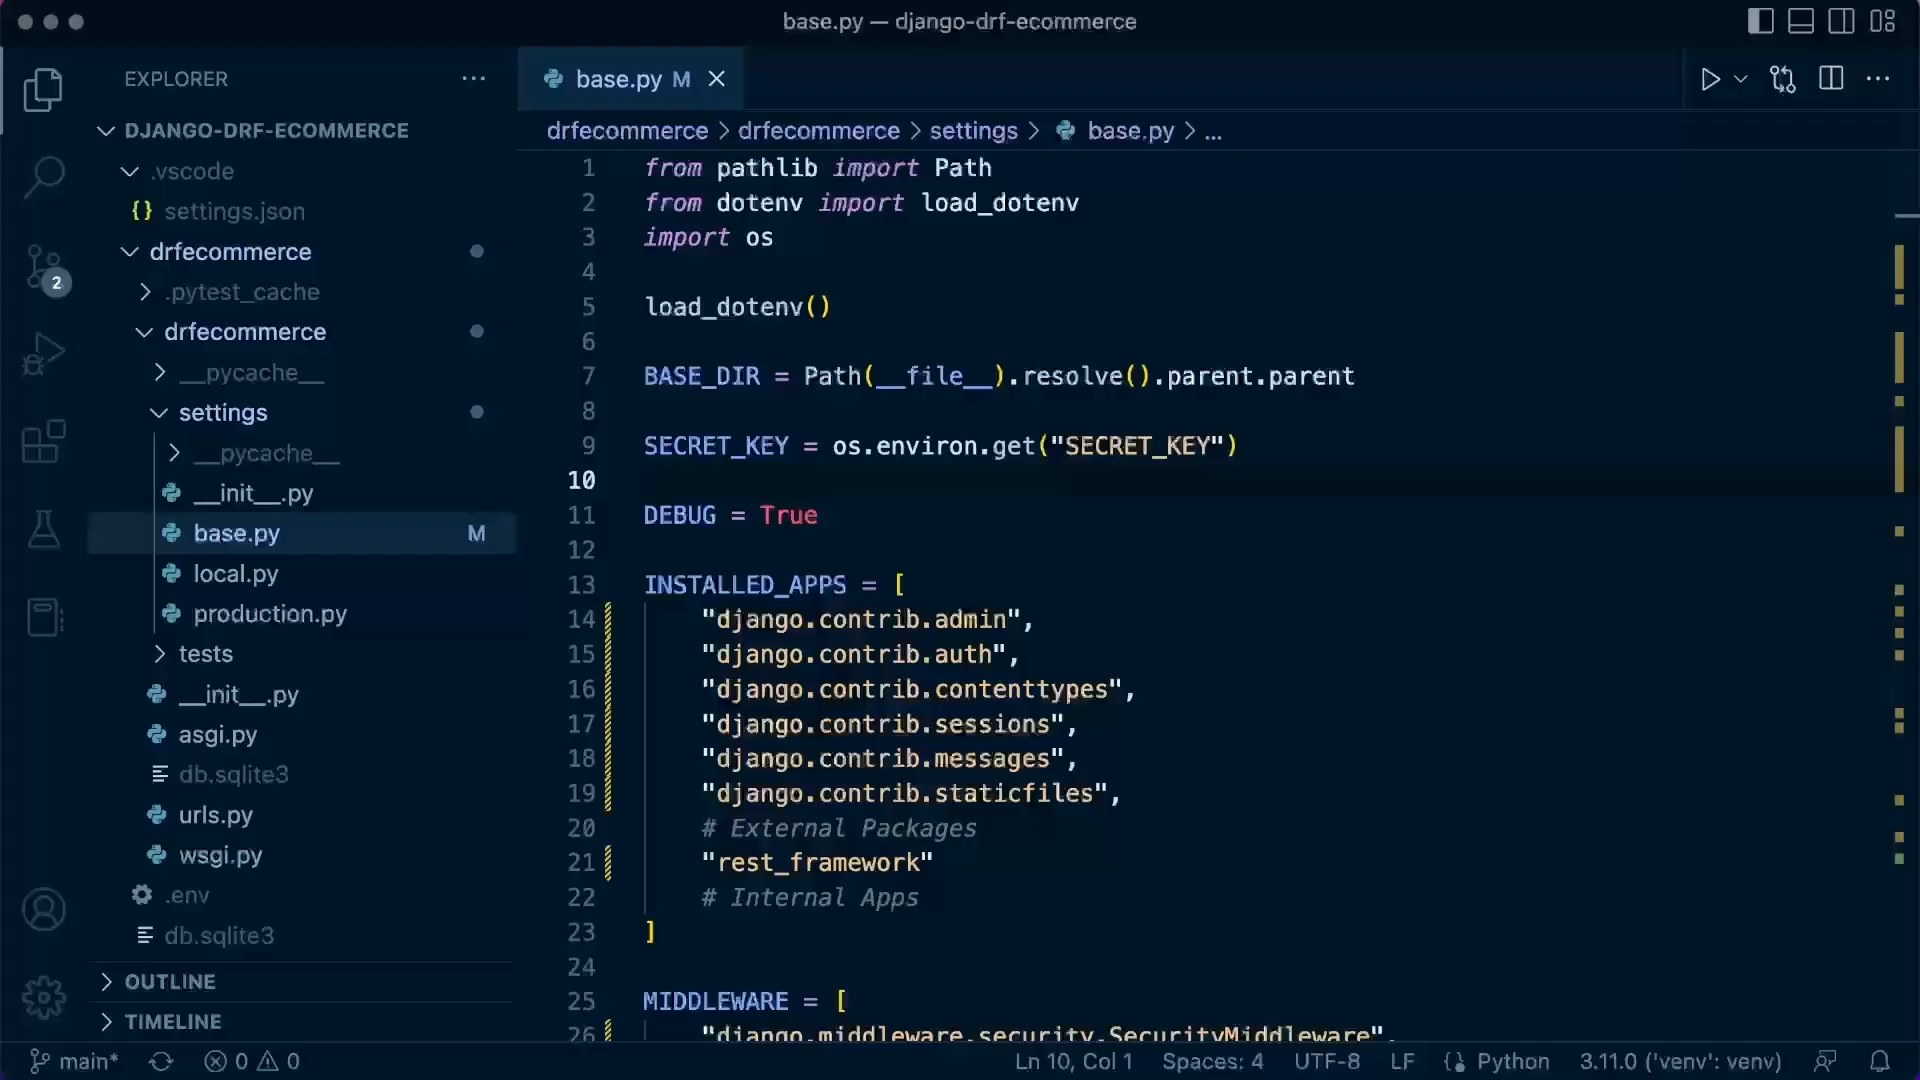 base.py — django-drf-ecommerce
EXPLORER
DJANGO-DRF-ECOMMERCE
.vscode
{} settings.json
drfecommerce
.pytest_cache
drfecommerce
__pycache__
settings
__pycache__
__init__.py
base.py M
local.py
production.py
tests
__init__.py
asgi.py
db.sqlite3
urls.py
wsgi.py
.env
db.sqlite3
OUTLINE
TIMELINE
2
base.py M
drfecommerce > drfecommerce > settings > base.py > ...
1 from pathlib import Path
2 from dotenv import load_dotenv
3 import os
4
5 load_dotenv()
6
7 BASE_DIR = Path(__file__).resolve().parent.parent
8
9 SECRET_KEY = os.environ.get("SECRET_KEY")
10
11 DEBUG = True
12
13 INSTALLED_APPS = [
14 "django.contrib.admin",
15 "django.contrib.auth",
16 "django.contrib.contenttypes",
17 "django.contrib.sessions",
18 "django.contrib.messages",
19 "django.contrib.staticfiles",
20 # External Packages
21 "rest_framework"
22 # Internal Apps
23 ]
24
25 MIDDLEWARE = [
26 "django.middleware.security.SecurityMiddleware",
main* 0 0 Ln 10, Col 1 Spaces: 4 UTF-8 LF Python 3.11.0 ('venv': venv)